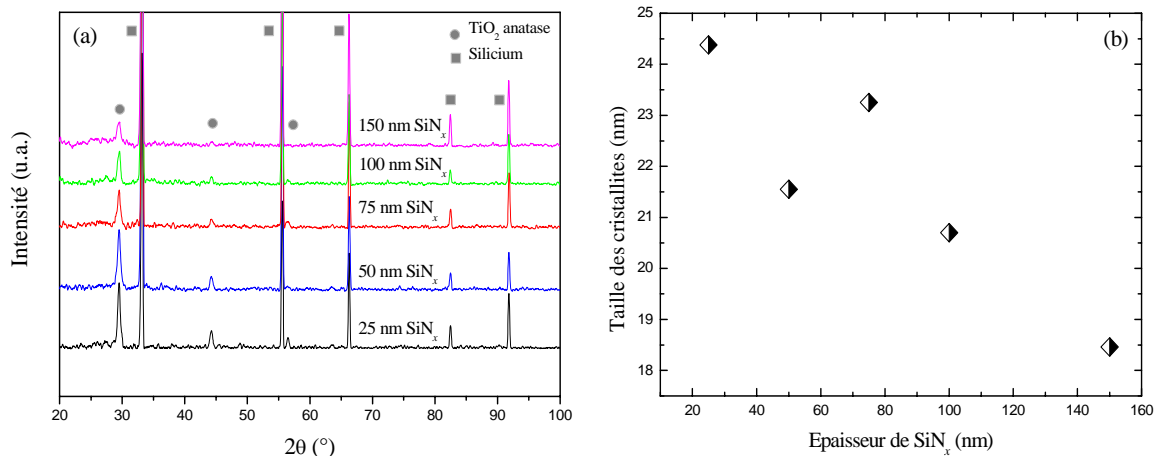 (a)
TiO2 anatase
Silicium
150 nm SiNx
100 nm SiNx
75 nm SiNx
50 nm SiNx
25 nm SiNx
Intensité (u.a.)
20 30 40 50 60 70 80 90 100
2θ (°)
(b)
25
24
23
22
21
20
19
18
Taille des cristallites (nm)
20 40 60 80 100 120 140 160
Epaisseur de SiNx (nm)